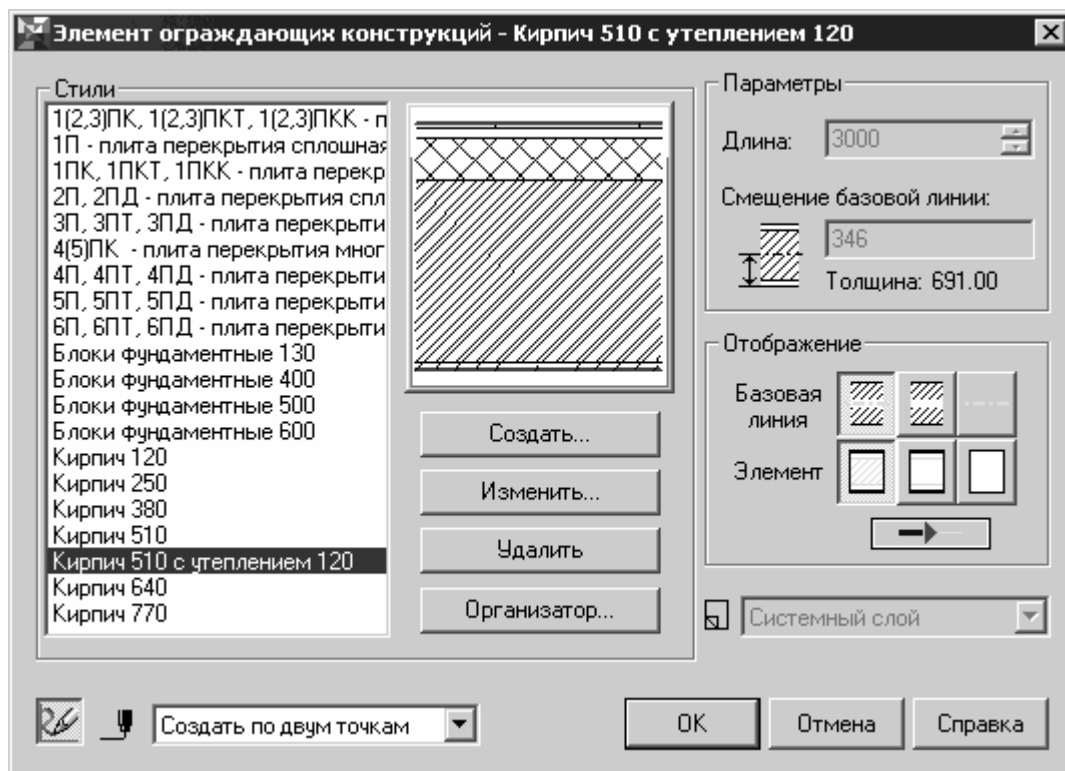 Элемент ограждающих конструкций - Кирпич 510 с утеплением 120
Стили
1(2,3)ПК, 1(2,3)ПКТ, 1(2,3)ПКК - п
1П - плита перекрытия сплошная
1ПК, 1ПКТ, 1ПКК - плита перекр
2П, 2ПД - плита перекрытия спл
3П, 3ПТ, 3ПД - плита перекрыти
4(5)ПК - плита перекрытия мног
4П, 4ПТ, 4ПД - плита перекрыти
5П, 5ПТ, 5ПД - плита перекрыти
6П, 6ПТ, 6ПД - плита перекрыти
Блоки фундаментные 130
Блоки фундаментные 400
Блоки фундаментные 500
Блоки фундаментные 600
Кирпич 120
Кирпич 250
Кирпич 380
Кирпич 510
Кирпич 510 с утеплением 120
Кирпич 640
Кирпич 770
Создать...
Изменить...
Удалить
Организатор...
Параметры
Длина: 3000
Смещение базовой линии:
346
Толщина: 691.00
Отображение
Базовая
линия
Элемент
Системный слой
Создать по двум точкам
OK
Отмена
Справка